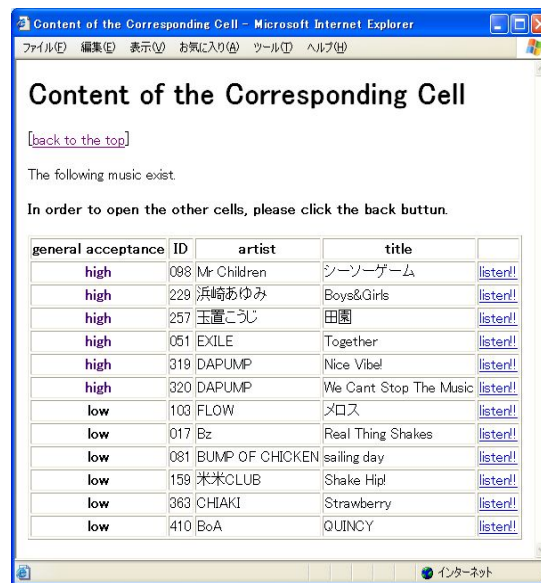 Content of the Corresponding Cell - Microsoft Internet Explorer
ファイル(F) 編集(E) 表示(V) お気に入り(A) ツール(T) ヘルプ(H)
Content of the Corresponding Cell
[back to the top]
The following music exist.
In order to open the other cells, please click the back buttun.
general acceptance ID artist title
high 098 Mr Children シーソーゲーム listen!!
high 229 浜崎あゆみ Boys&Girls listen!!
high 257 玉置こうじ 田園 listen!!
high 051 EXILE Together listen!!
high 319 DAPUMP Nice Vibe! listen!!
high 320 DAPUMP We Cant Stop The Music listen!!
low 103 FLOW メロス listen!!
low 017 Bz Real Thing Shakes listen!!
low 081 BUMP OF CHICKEN sailing day listen!!
low 159 米米CLUB Shake Hip! listen!!
low 363 CHIAKI Strawberry listen!!
low 410 BoA QUINCY listen!!
インターネット